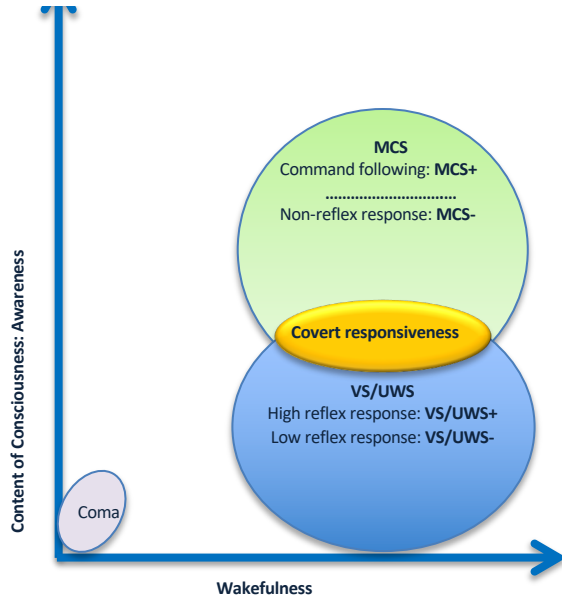 MCS
Command following: MCS+
................................
Non-reflex response: MCS-
Covert responsiveness
VS/UWS
High reflex response: VS/UWS+
Low reflex response: VS/UWS-
Coma
Content of Consciousness: Awareness
Wakefulness